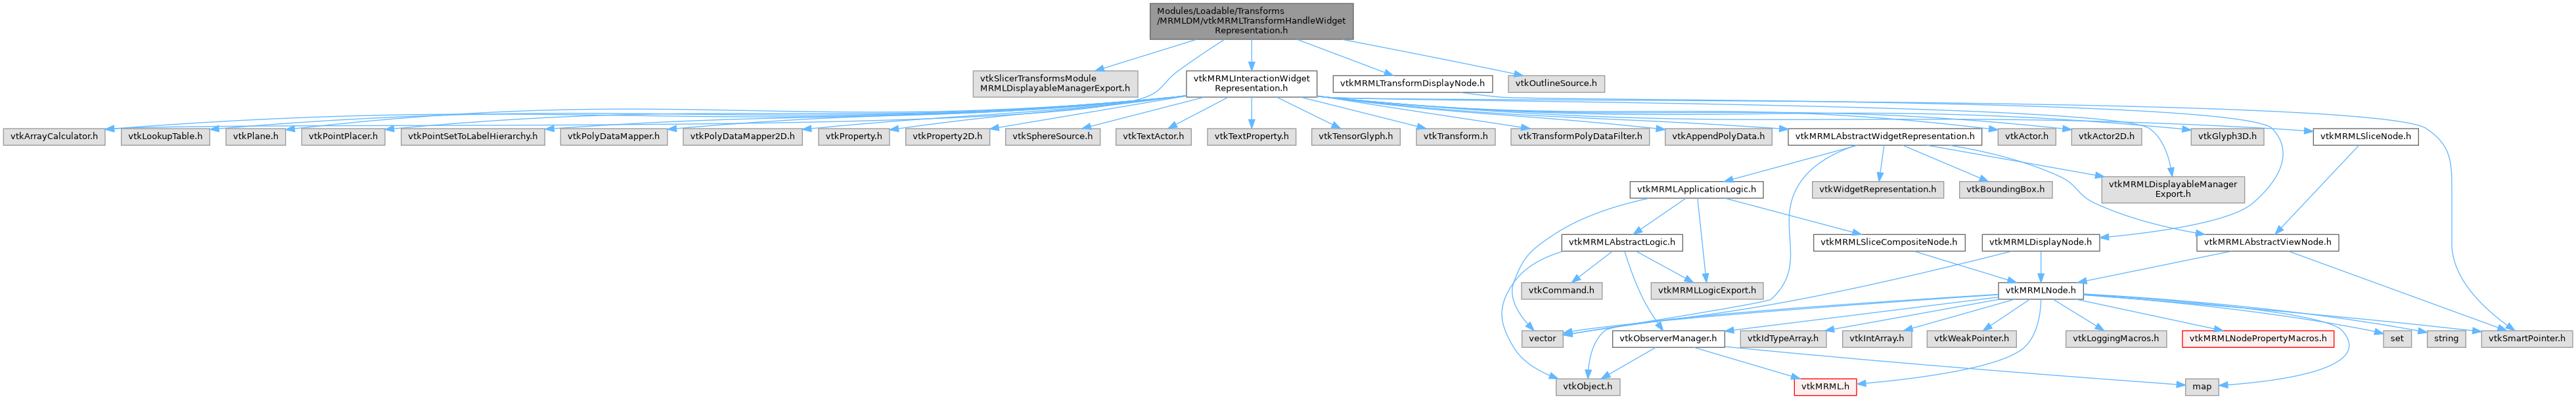 Modules/Loadable/Transforms
/MRMLDM/vtkMRMLTransformHandleWidget
Representation.h
vtkSlicerTransformsModule
MRMLDisplayableManagerExport.h
vtkMRMLInteractionWidget
Representation.h
vtkMRMLTransformDisplayNode.h
vtkOutlineSource.h
vtkArrayCalculator.h
vtkLookupTable.h
vtkPlane.h
vtkPointPlacer.h
vtkPointSetToLabelHierarchy.h
vtkPolyDataMapper.h
vtkPolyDataMapper2D.h
vtkProperty.h
vtkProperty2D.h
vtkSphereSource.h
vtkTextActor.h
vtkTextProperty.h
vtkTensorGlyph.h
vtkTransform.h
vtkTransformPolyDataFilter.h
vtkAppendPolyData.h
vtkMRMLAbstractWidgetRepresentation.h
vtkActor.h
vtkActor2D.h
vtkGlyph3D.h
vtkMRMLSliceNode.h
vtkMRMLApplicationLogic.h
vtkWidgetRepresentation.h
vtkBoundingBox.h
vtkMRMLDisplayableManager
Export.h
vtkMRMLAbstractLogic.h
vtkMRMLSliceCompositeNode.h
vtkMRMLDisplayNode.h
vtkMRMLAbstractViewNode.h
vtkCommand.h
vtkMRMLLogicExport.h
vtkMRMLNode.h
vector
vtkObserverManager.h
vtkIdTypeArray.h
vtkIntArray.h
vtkWeakPointer.h
vtkLoggingMacros.h
vtkMRMLNodePropertyMacros.h
set
string
vtkSmartPointer.h
vtkObject.h
vtkMRML.h
map